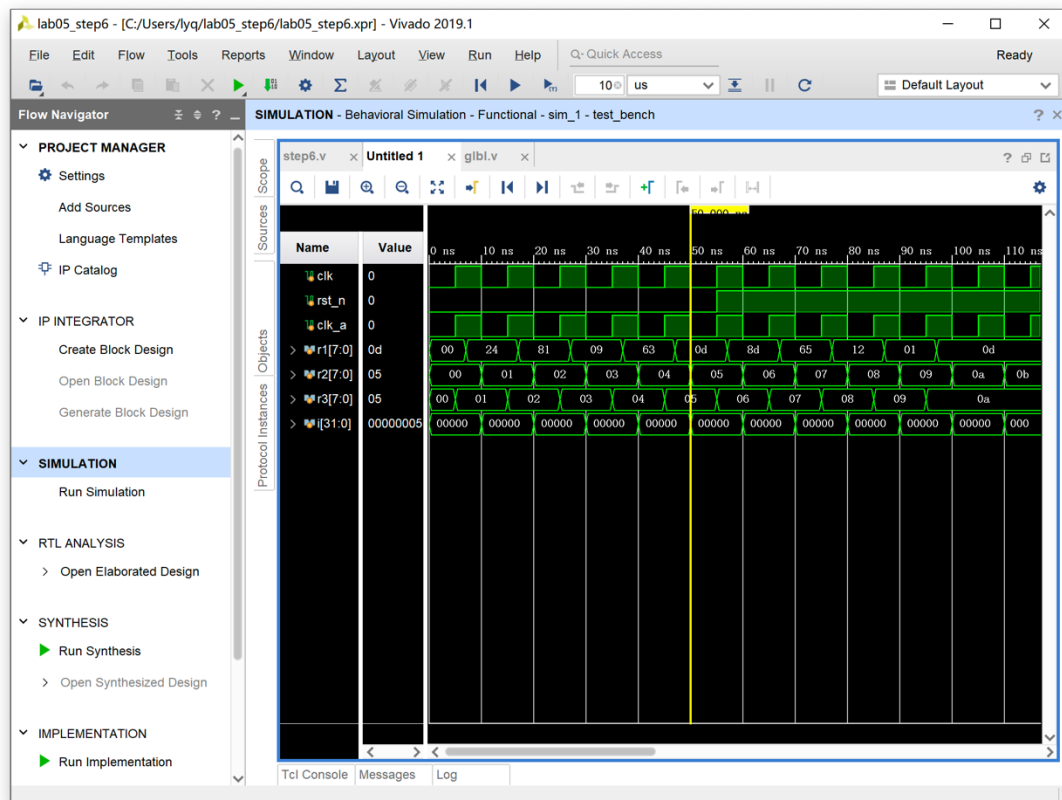 lab05_step6 - [C:/Users/lyq/lab05_step6/lab05_step6.xpr] - Vivado 2019.1
File Edit Flow Tools Reports Window Layout View Run Help Q- Quick Access Ready
10 us Default Layout
Flow Navigator
SIMULATION - Behavioral Simulation - Functional - sim_1 - test_bench
PROJECT MANAGER
Settings
Add Sources
Language Templates
IP Catalog
IP INTEGRATOR
Create Block Design
Open Block Design
Generate Block Design
SIMULATION
Run Simulation
RTL ANALYSIS
Open Elaborated Design
SYNTHESIS
Run Synthesis
Open Synthesized Design
IMPLEMENTATION
Run Implementation
Scope
Sources
Objects
Protocol Instances
step6.v Untitled 1 glbl.v
50.000 ns
Name Value 0 ns 10 ns 20 ns 30 ns 40 ns 50 ns 60 ns 70 ns 80 ns 90 ns 100 ns 110 ns
clk 0
rst_n 0
clk_a 0
r1[7:0] 0d 00 24 81 09 63 0d 8d 65 12 01 0d
r2[7:0] 05 00 01 02 03 04 05 06 07 08 09 0a 0b
r3[7:0] 05 00 01 02 03 04 05 06 07 08 09 0a
i[31:0] 00000005 00000 00000 00000 00000 00000 00000 00000 00000 00000 00000 00000 000
Tcl Console Messages Log